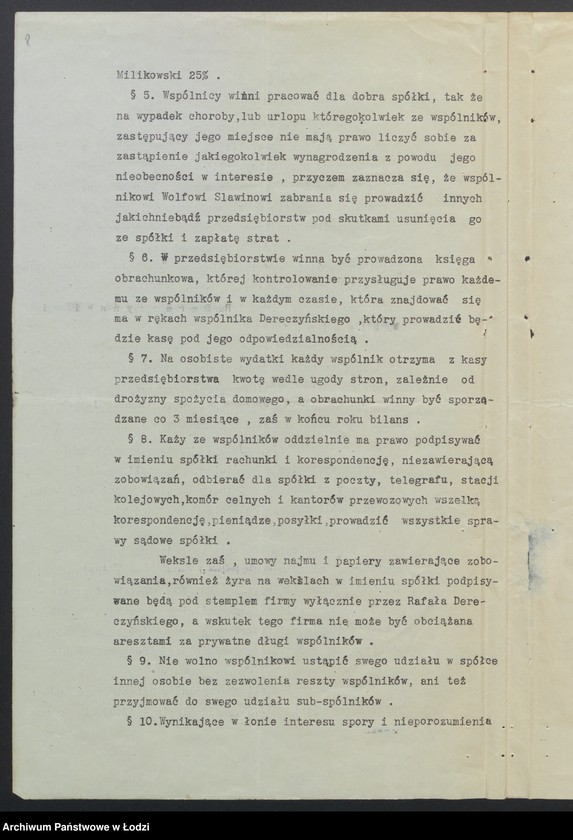 8
Milikowski 25% .
§ 5. Wspólnicy winni pracować dla dobra spółki, tak że
na wypadek choroby,lub urlopu któregokolwiek ze wspólników,
zastępujący jego miejsce nie mają prawo liczyć sobie za
zastąpienie jakiegokolwiek wynagrodzenia z powodu jego
nieobecności w interesie , przyczem zaznacza się, że wspól-
nikowi Wolfowi Slawinowi zabrania się prowadzić innych
jakichniebądź przedsiębiorstw pod skutkami usunięcia go
ze spółki i zapłatę strat .
§ 6. W przedsiębiorstwie winna być prowadzona księga
obrachunkowa, której kontrolowanie przysługuje prawo każde-
mu ze wspólników i w każdym czasie, która znajdować się
ma w rękach wspólnika Dereczyńskiego ,który prowadzić bę-
dzie kasę pod jego odpowiedzialnością .
§ 7. Na osobiste wydatki każdy wspólnik otrzyma z kasy
przedsiębiorstwa kwotę wedle ugody stron, zależnie od
drożyzny spożycia domowego, a obrachunki winny być sporzą-
dzane co 3 miesiące , zaś w końcu roku bilans .
§ 8. Każy ze wspólników oddzielnie ma prawo podpisywać
w imieniu spółki rachunki i korespondencję, niezawierającą
zobowiązań, odbierać dla spółki z poczty, telegrafu, stacji
kolejowych,komór celnych i kantorów przewozowych wszelką
korespondencję,pieniądze,posyłki,prowadzić wszystkie spra-
wy sądowe spółki .
Weksle zaś , umowy najmu i papiery zawierające zobo-
wiązania,również żyra na wekslach w imieniu spółki podpisy-
wane będą pod stemplem firmy wyłącznie przez Rafała Dere-
czyńskiego, a wskutek tego firma nie może być obciążana
aresztami za prywatne długi wspólników .
§ 9. Nie wolno wspólnikowi ustąpić swego udziału w spółce
innej osobie bez zezwolenia reszty wspólników, ani też
przyjmować do swego udziału sub-spólników .
§ 10.Wynikające w łonie interesu spory i nieporozumienia
Archiwum Państwowe w Łodzi